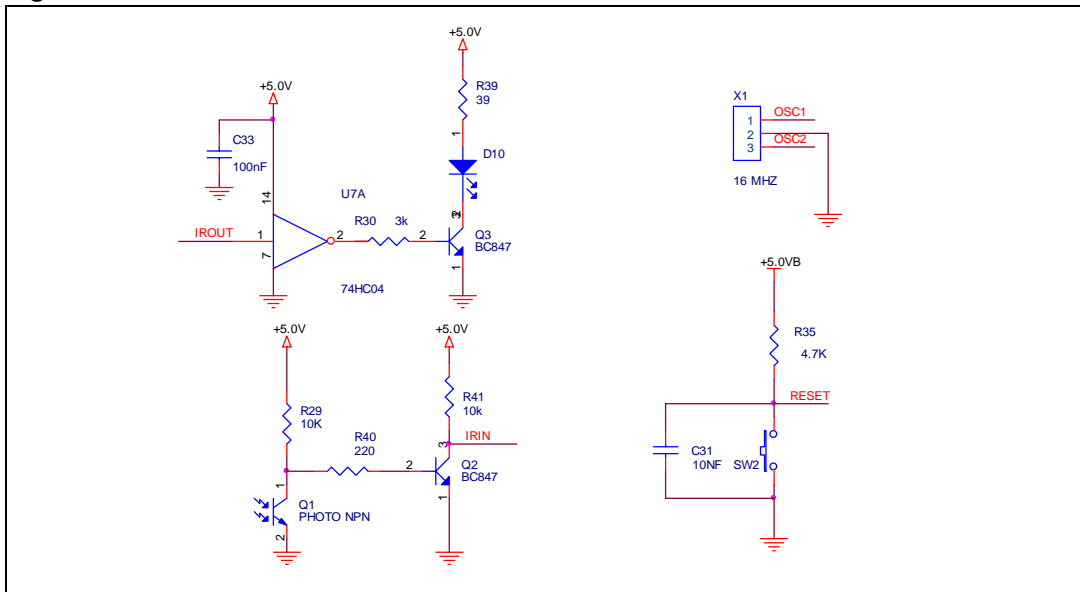 +5.0V
R39
39
1
D10
+5.0V
C33
100nF
14
U7A
IROUT
1
2
7
74HC04
R30 3k
2
3
Q3
BC847
1
+5.0V
R29
10K
1
Q1
PHOTO NPN
2
R40
220
2
+5.0V
R41
10k
3
IRIN
Q2
BC847
1
X1
1
2
3
OSC1
OSC2
16 MHZ
+5.0VB
R35
4.7K
RESET
C31
10NF
SW2